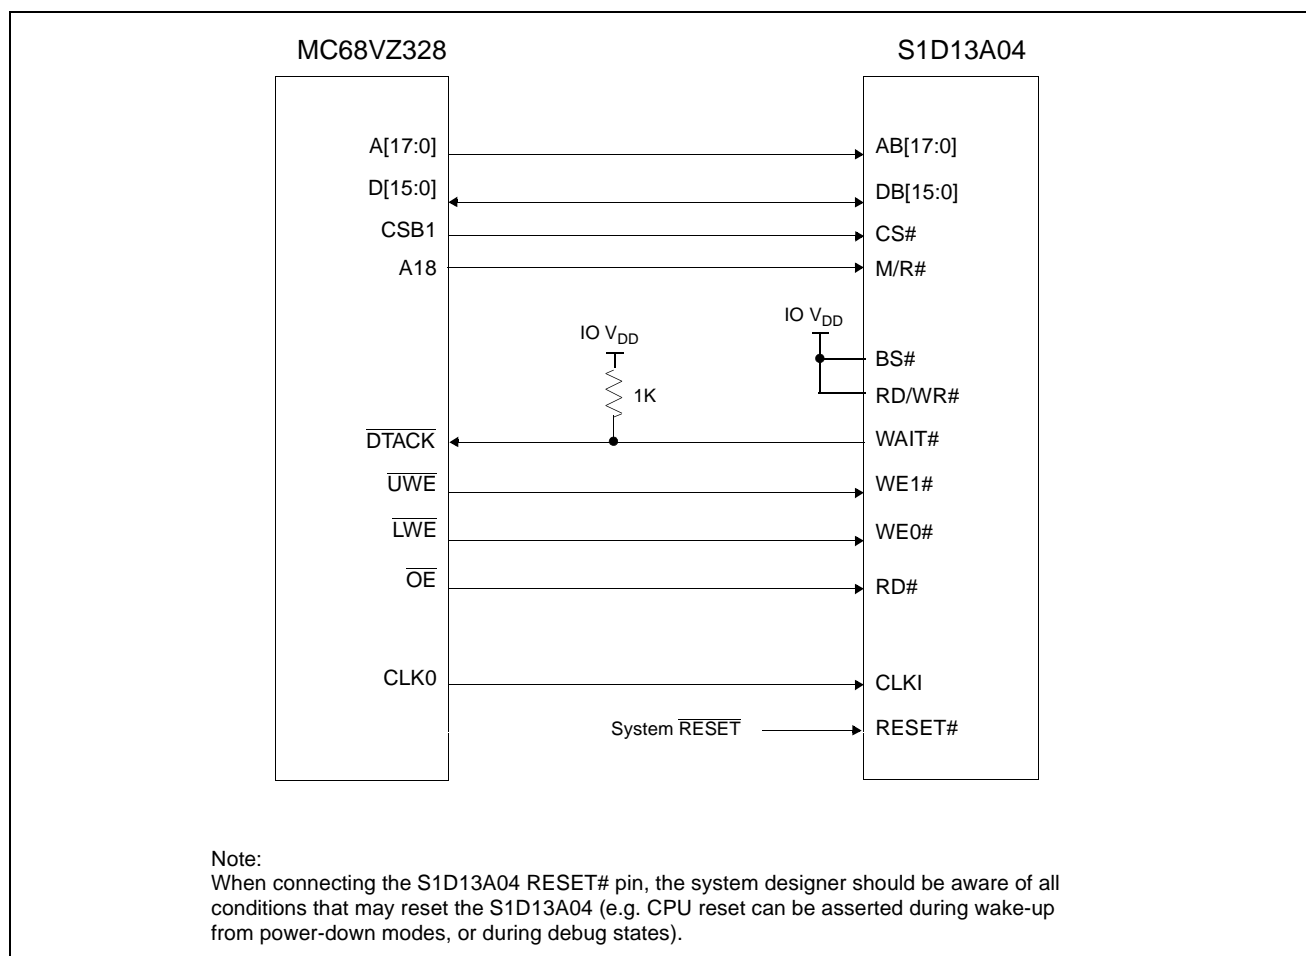 MC68VZ328 S1D13A04
A[17:0] AB[17:0]
D[15:0] DB[15:0]
CSB1 CS#
A18 M/R#
IO VDD IO VDD
BS#
1K RD/WR#
DTACK WAIT#
UWE WE1#
LWE WE0#
OE RD#
CLK0 CLKI
System RESET RESET#
Note:
When connecting the S1D13A04 RESET# pin, the system designer should be aware of all
conditions that may reset the S1D13A04 (e.g. CPU reset can be asserted during wake-up
from power-down modes, or during debug states).